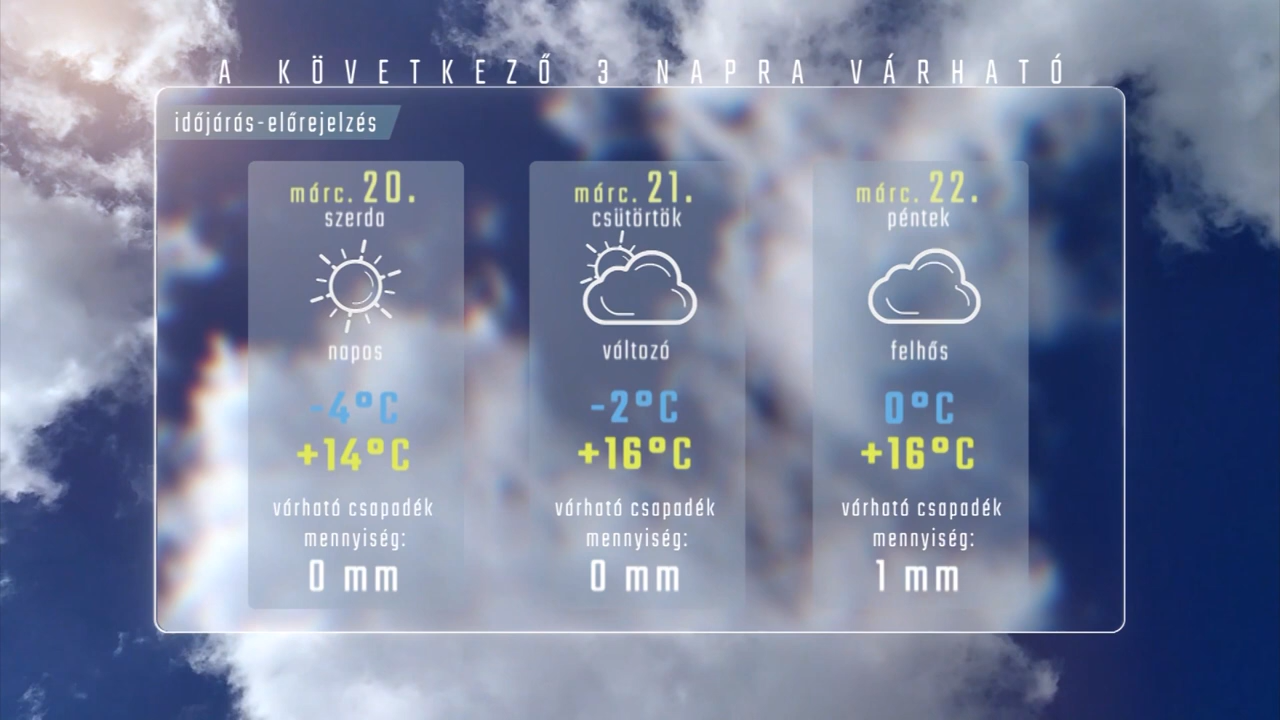 A KÖVETKEZŐ 3 NAPRA VÁRHATÓ
időjárás-előrejelzés
márc. 20.
szerda
napos
-4°C
+14°C
várható csapadék
mennyiség:
0 mm
márc. 21.
csütörtök
változó
-2°C
+16°C
várható csapadék
mennyiség:
0 mm
márc. 22.
péntek
felhős
0°C
+16°C
várható csapadék
mennyiség:
1 mm